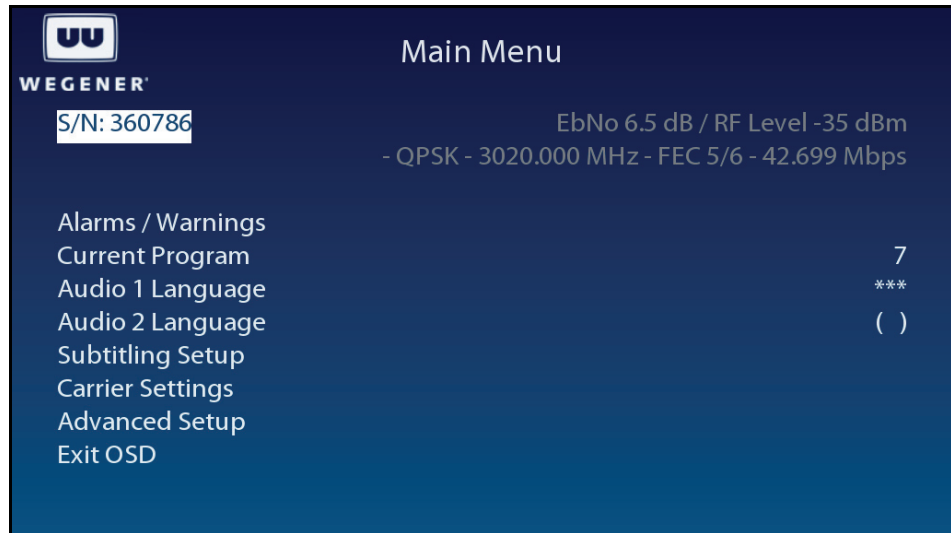 UU
WEGENER
Main Menu
S/N: 360786
EbNo 6.5 dB / RF Level -35 dBm
- QPSK - 3020.000 MHz - FEC 5/6 - 42.699 Mbps
Alarms / Warnings
Current Program 7
Audio 1 Language ***
Audio 2 Language ( )
Subtitling Setup
Carrier Settings
Advanced Setup
Exit OSD